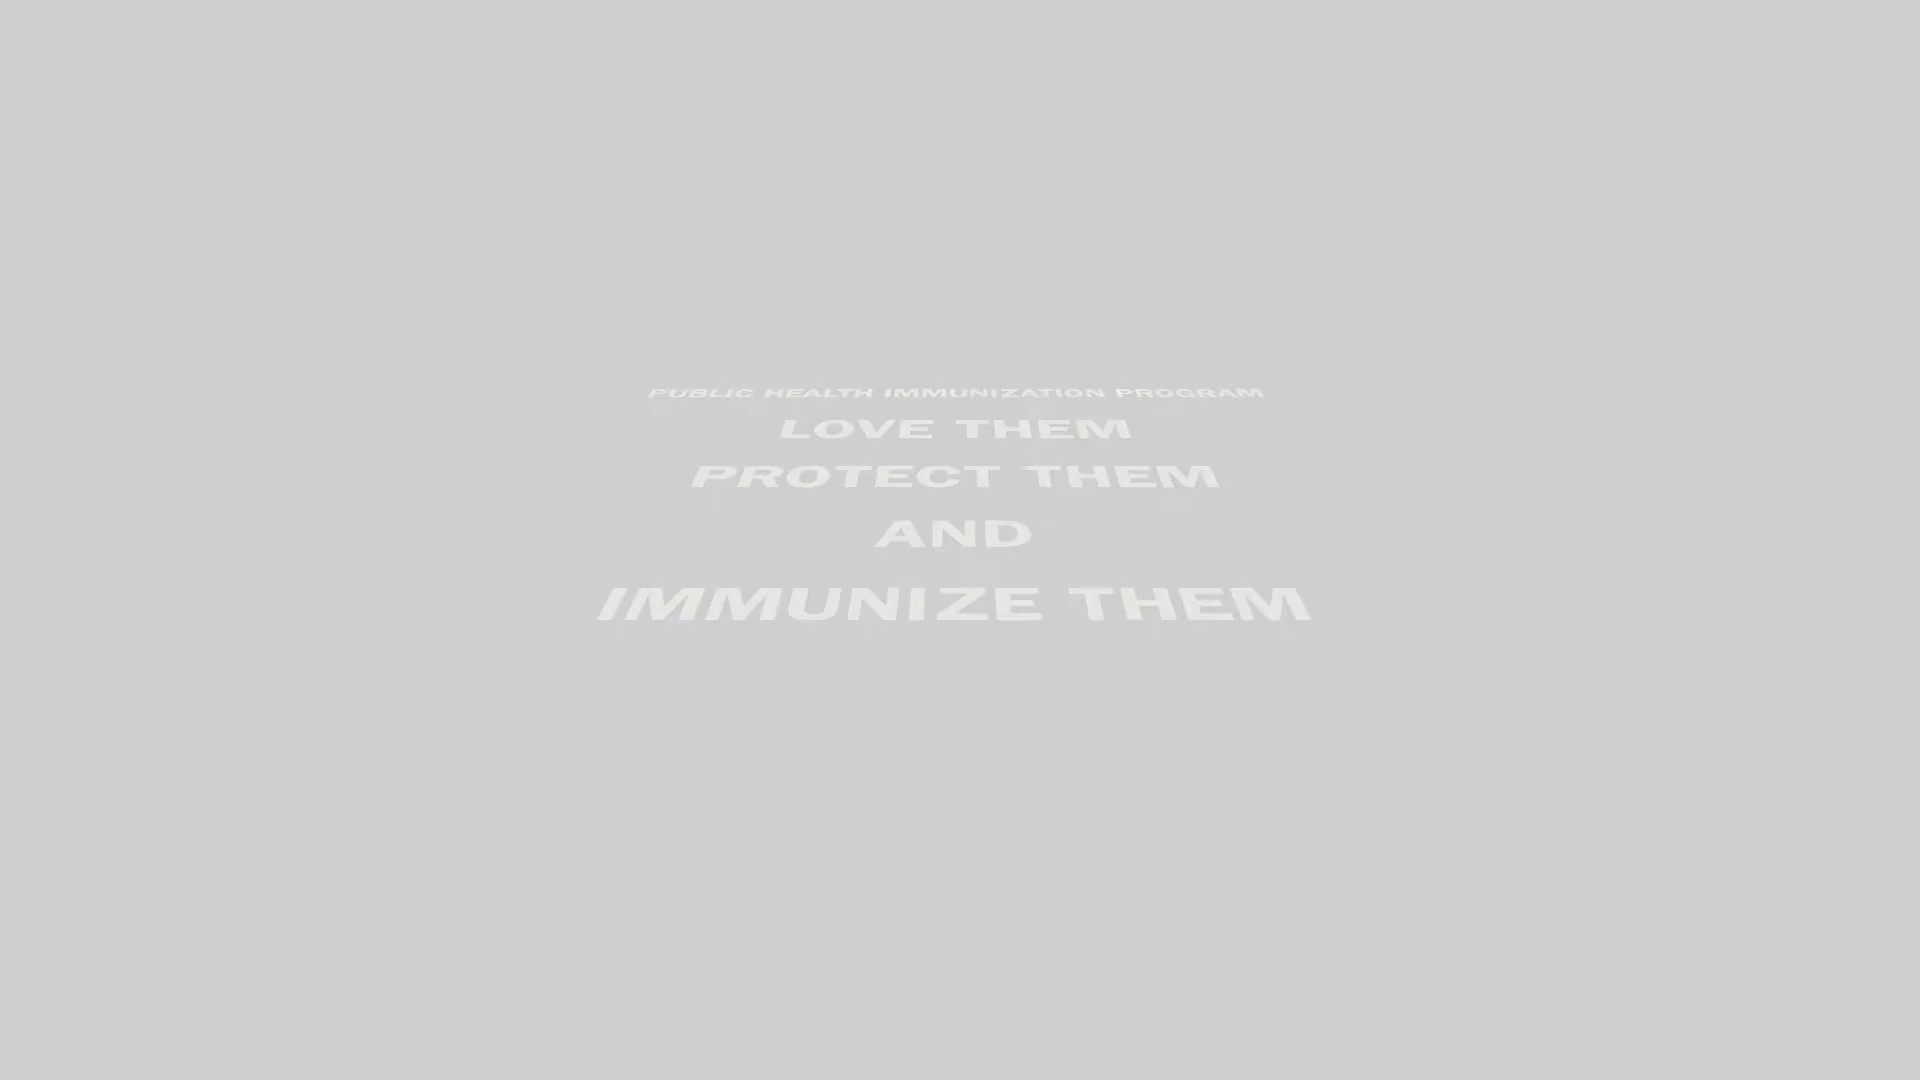 PUBLIC HEALTH IMMUNIZATION PROGRAM
LOVE THEM
PROTECT THEM
AND
IMMUNIZE THEM